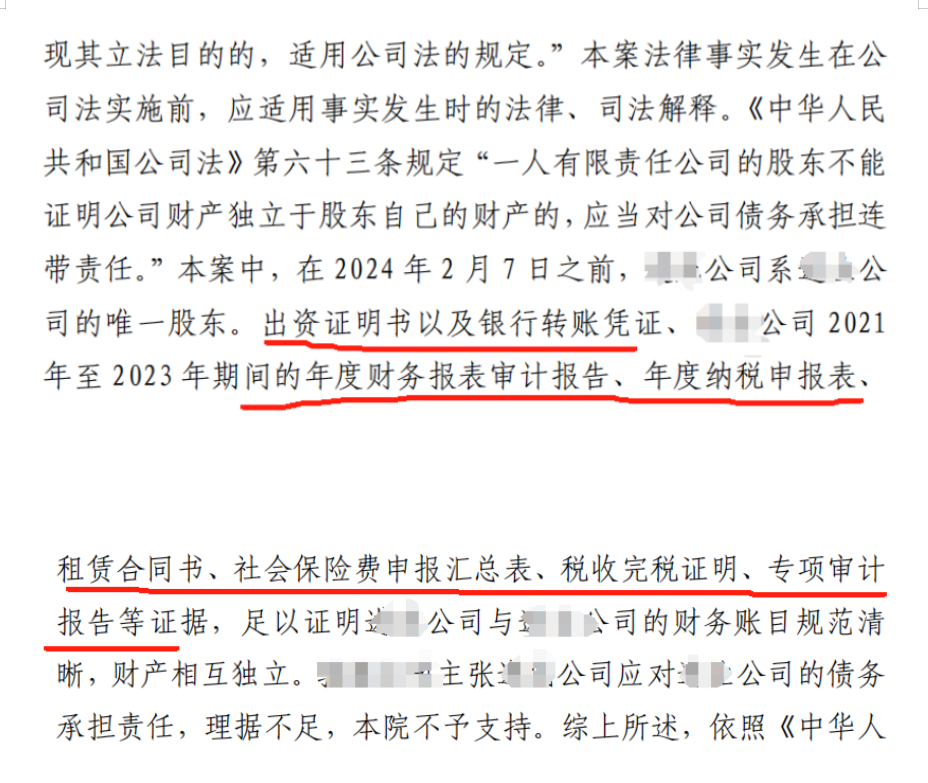 现其立法目的的，适用公司法的规定。”本案法律事实发生在公
司法实施前，应适用事实发生时的法律、司法解释。《中华人民
共和国公司法》第六十三条规定“一人有限责任公司的股东不能
证明公司财产独立于股东自己的财产的，应当对公司债务承担连
带责任。”本案中，在 2024 年 2 月 7 日之前，公司系公
司的唯一股东。出资证明书以及银行转账凭证、公司 2021
年至 2023 年期间的年度财务报表审计报告、年度纳税申报表、
租赁合同书、社会保险费申报汇总表、税收完税证明、专项审计
报告等证据，足以证明公司与公司的财务账目规范清
晰，财产相互独立。主张公司应对公司的债务
承担责任，理据不足，本院不予支持。综上所述，依照《中华人